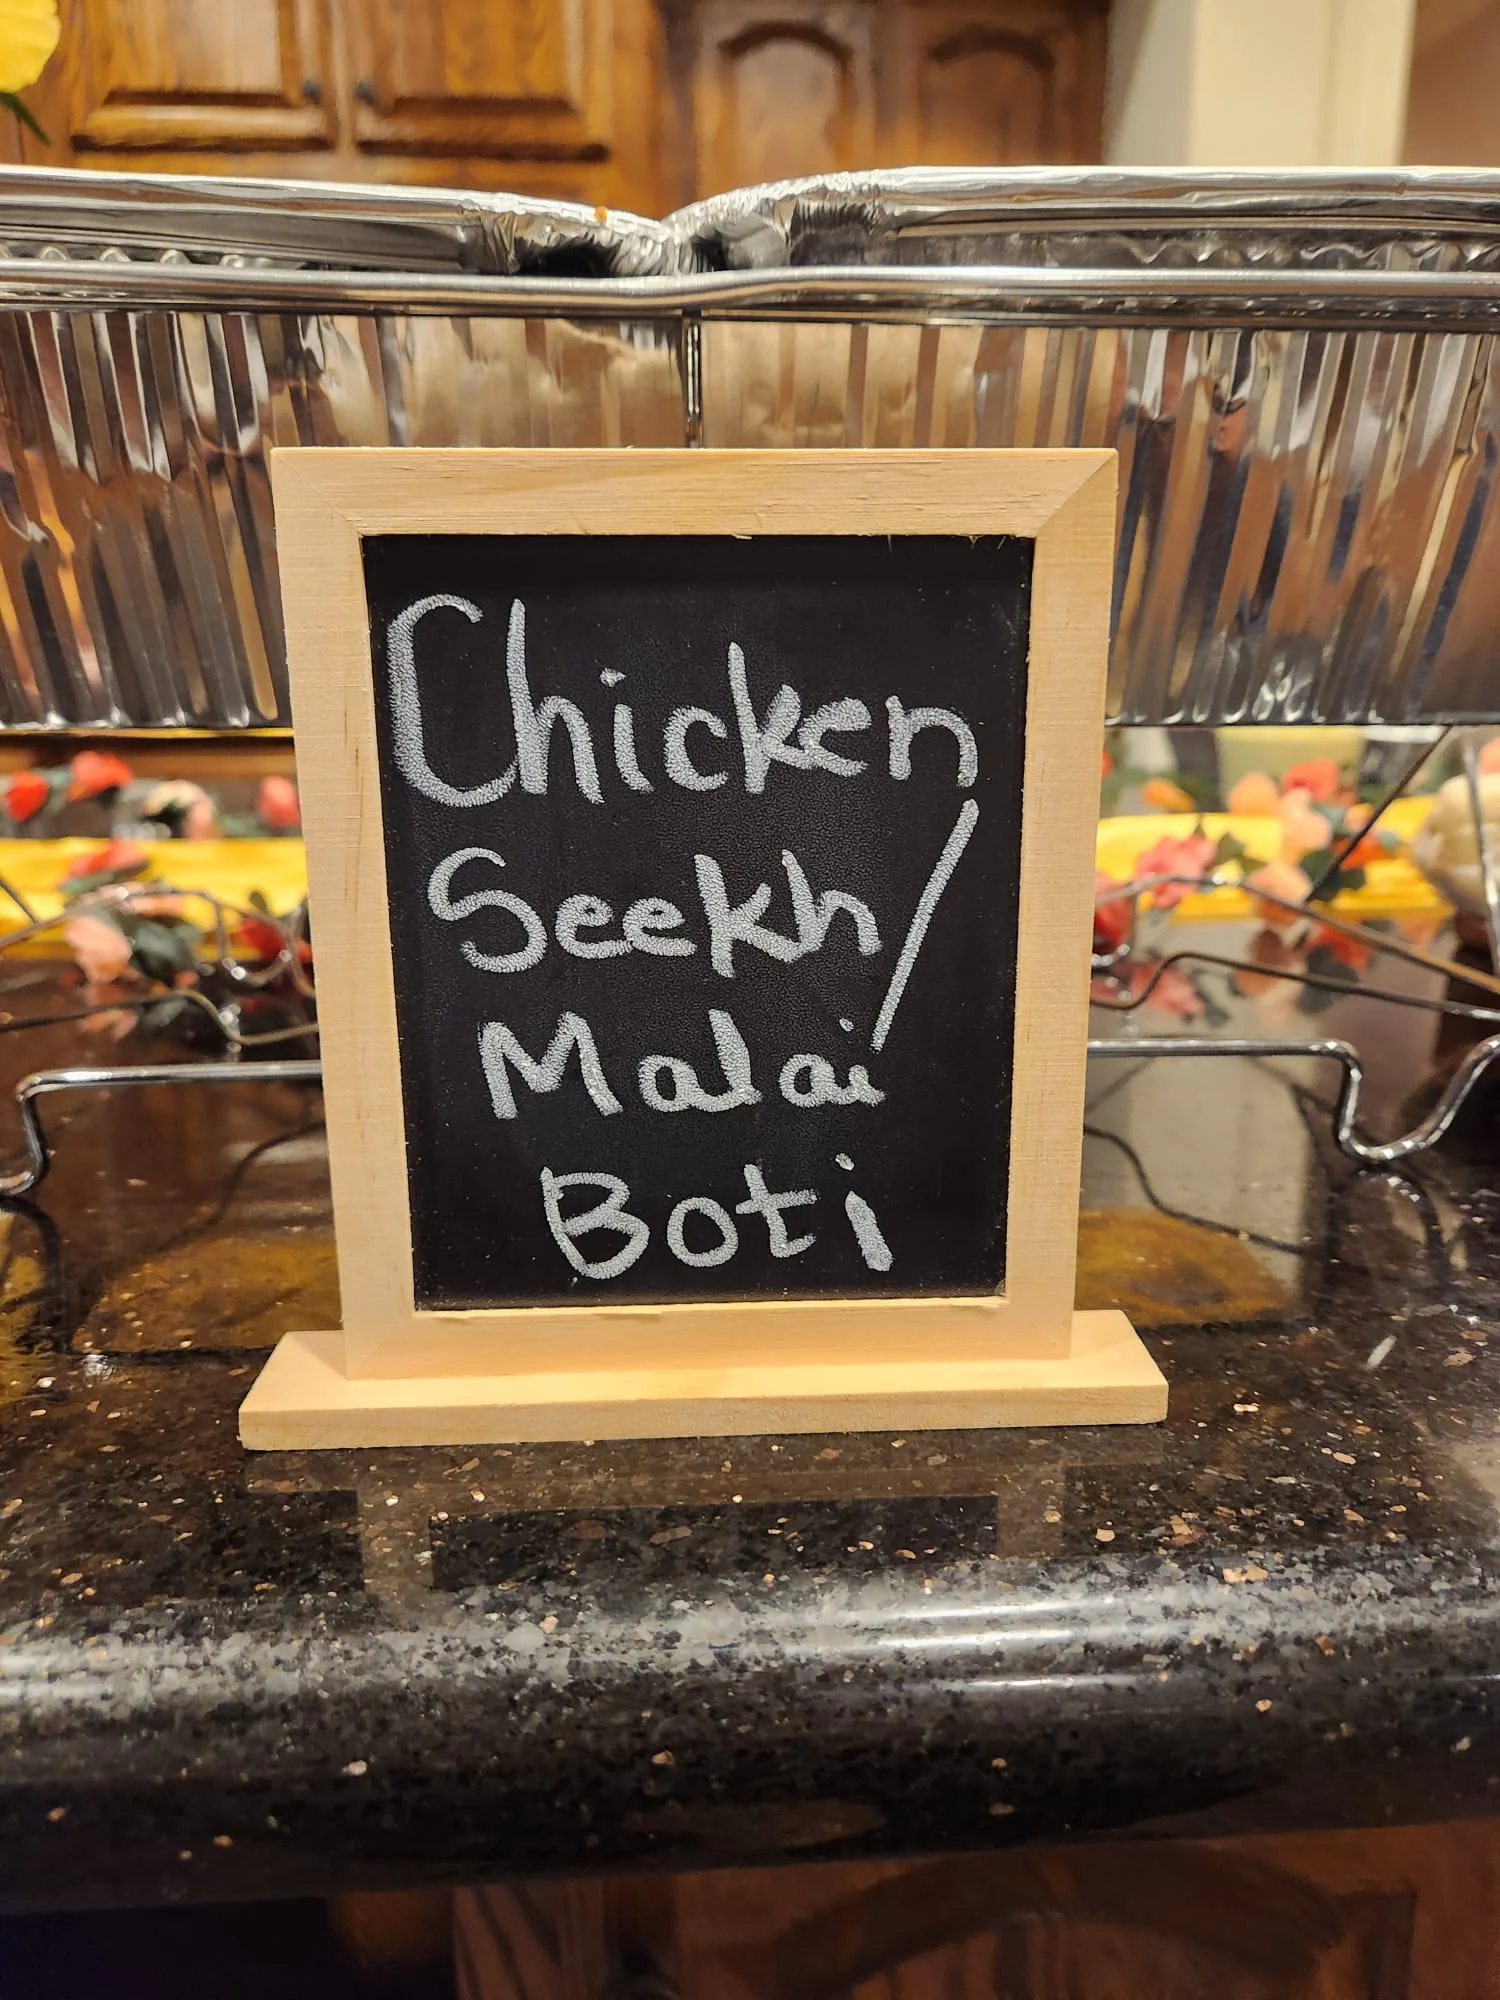 Chicken
Seekh/
Malai
Boti